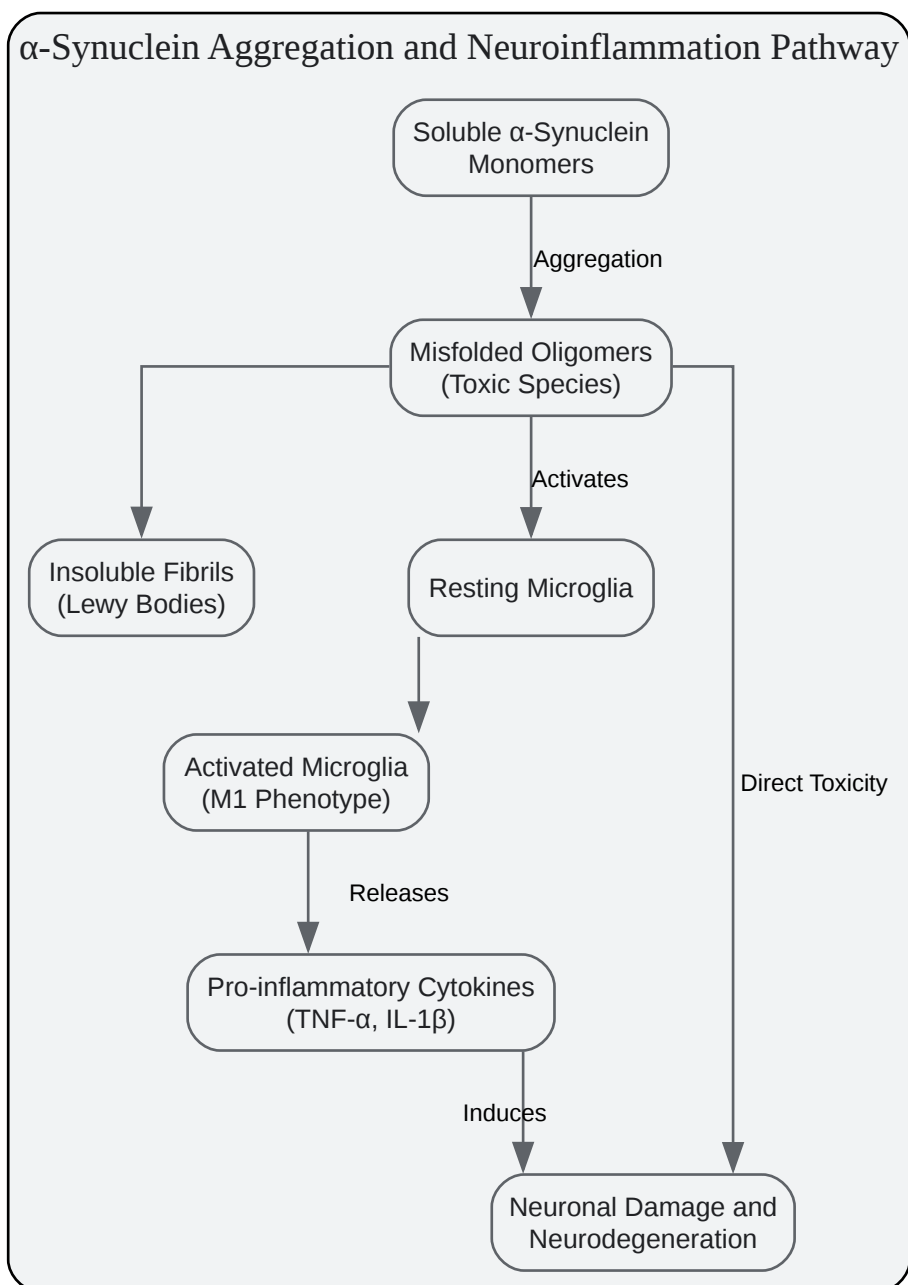 α-Synuclein Aggregation and Neuroinflammation Pathway
Soluble α-Synuclein
Monomers
Aggregation
Misfolded Oligomers
(Toxic Species)
Activates
Insoluble Fibrils
(Lewy Bodies)
Resting Microglia
Activated Microglia
(M1 Phenotype)
Direct Toxicity
Releases
Pro-inflammatory Cytokines
(TNF-α, IL-1β)
Induces
Neuronal Damage and
Neurodegeneration